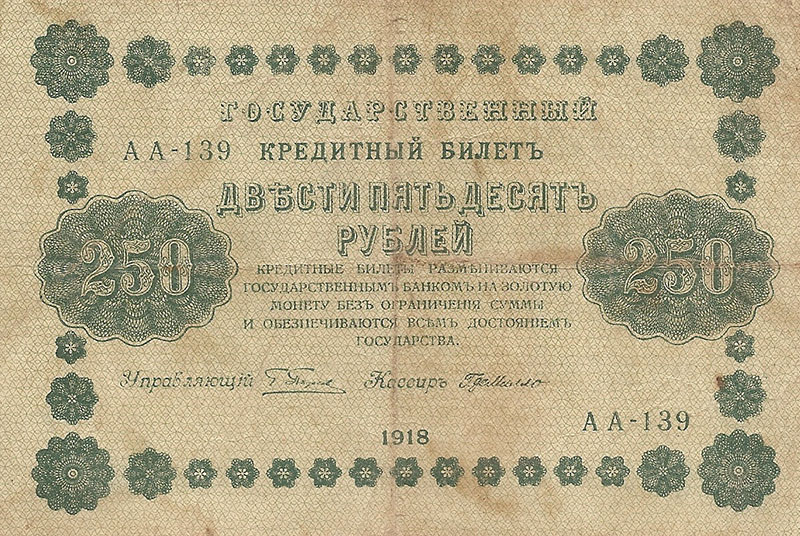 ГОСУДАРСТВЕННЫЙ
АА-139 КРЕДИТНЫЙ БИЛЕТЪ
ДВѢСТИ ПЯТЬДЕСЯТЪ
РУБЛЕЙ
250 250
КРЕДИТНЫЕ БИЛЕТЫ РАЗМѢНИВАЮТСЯ
ГОСУДАРСТВЕННЫМЪ БАНКОМЪ НА ЗОЛОТУЮ
МОНЕТУ БЕЗЪ ОГРАНИЧЕНІЯ СУММЫ
И ОБЕЗПЕЧИВАЮТСЯ ВСѢМЪ ДОСТОЯНІЕМЪ
ГОСУДАРСТВА.
Управляющій Кассиръ
АА-139
1918